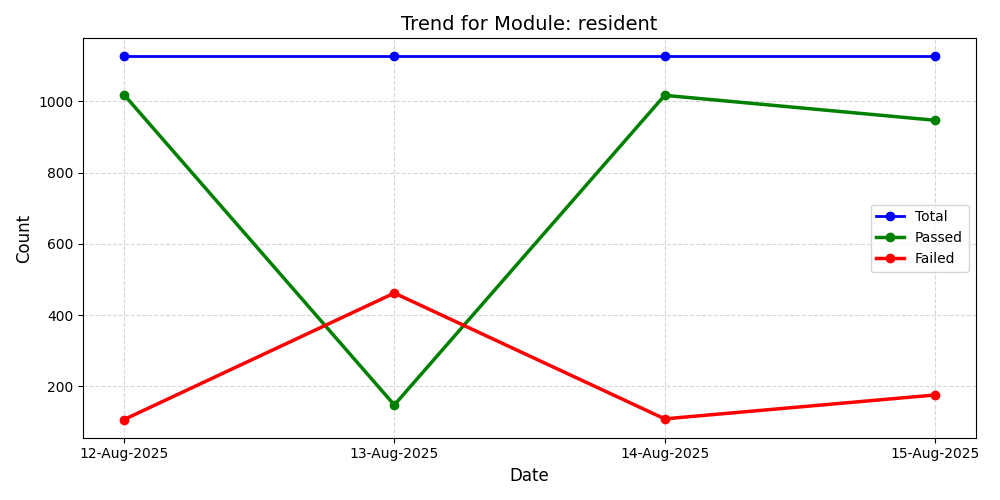 Trend for Module: resident
Count
1000
800
600
400
200
Total
Passed
Failed
12-Aug-2025
13-Aug-2025
14-Aug-2025
15-Aug-2025
Date